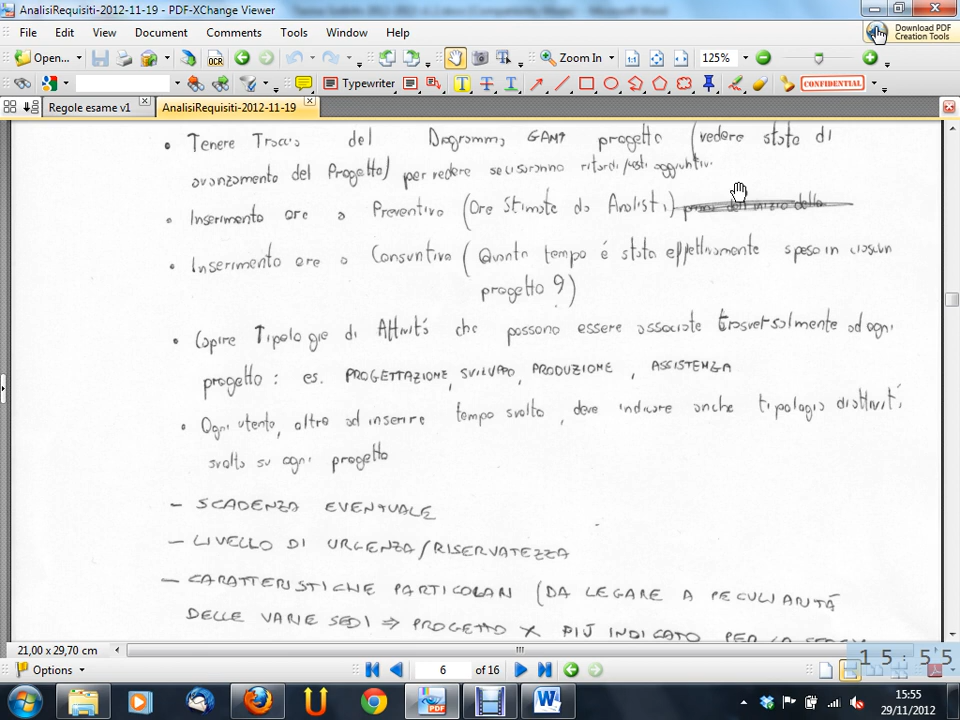 AnalisiRequisiti-2012-11-19 - PDF-XChange Viewer
File Edit View Document Comments Tools Window Help
Download PDF Creation Tools
Open... OCR Zoom In 125%
Typewriter CONFIDENTIAL
Regole esame v1 AnalisiRequisiti-2012-11-19
• Tenere Traccia del Diagramma GANT progetto (vedere stato di
avanzamento del Progetto) per vedere se ci saranno ritardi/costi aggiuntivi
• Inserimento ore a Preventivo (Ore Stimate da Analisti)
• Inserimento ore a Consuntivo (Quanto tempo é stato effettivamente speso in ciascun
progetto ?)
• Capire Tipologie di Attivitá che possono essere associate trasversalmente ad ogni
progetto : es. PROGETTAZIONE, SVILUPPO, PRODUZIONE, ASSISTENZA
• Ogni utente, oltre ad inserire tempo svolto, deve indicare anche tipologia di attivitá
svolta su ogni progetto
- SCADENZA EVENTUALE
- LIVELLO DI URGENZA/RISERVATEZZA
- CARATTERISTICHE PARTICOLARI (DA LEGARE A PECULIARITÁ
DELLE VARIE SEDI ⇒ PROGETTO X PIÙ INDICATO PER LA
21,00 x 29,70 cm
15:55
Options 6 of 16
15:55
29/11/2012